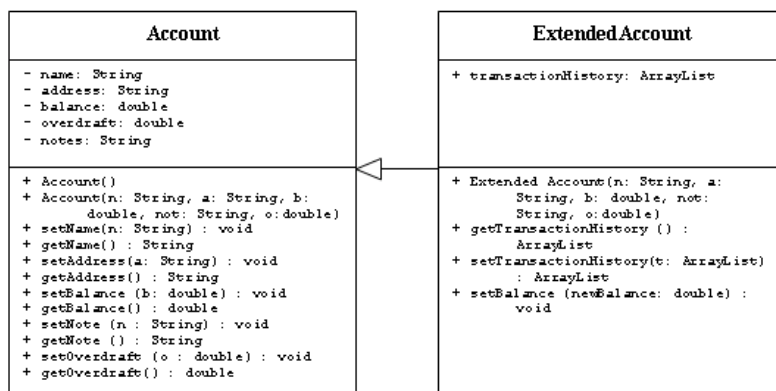 Account
- name: String
- address: String
- balance: double
- overdraft: double
- notes: String
+ Account()
+ Account(n: String, a: String, b:
double, not: String, o:double)
+ setName(n: String) : void
+ getName() : String
+ setAddress(a: String) : void
+ getAddress() : String
+ setBalance (b: double) : void
+ getBalance() : double
+ setNote (n : String) : void
+ getNote () : String
+ setOverdraft (o : double) : void
+ getOverdraft() : double
ExtendedAccount
+ transactionHistory: ArrayList
+ Extended Account(n: String, a:
String, b: double, not:
String, o:double)
+ getTransactionHistory () :
ArrayList
+ setTransactionHistory(t: ArrayList)
: ArrayList
+ setBalance (newBalance: double) :
void